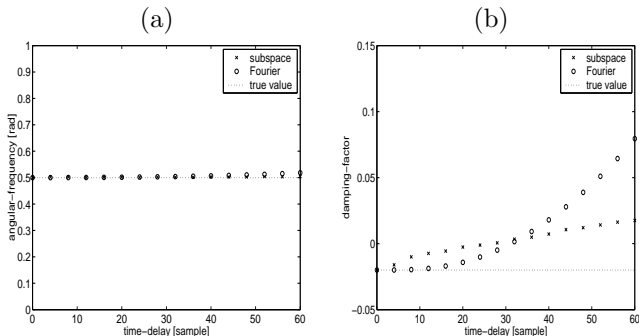 (a)
1
0.9
0.8
0.7
0.6
0.5
0.4
0.3
0.2
0.1
0
0 10 20 30 40 50 60
angular−frequency [rad]
time−delay [sample]
subspace
Fourier
true value
(b)
0.15
0.1
0.05
0
−0.05
0 10 20 30 40 50 60
damping−factor
time−delay [sample]
subspace
Fourier
true value